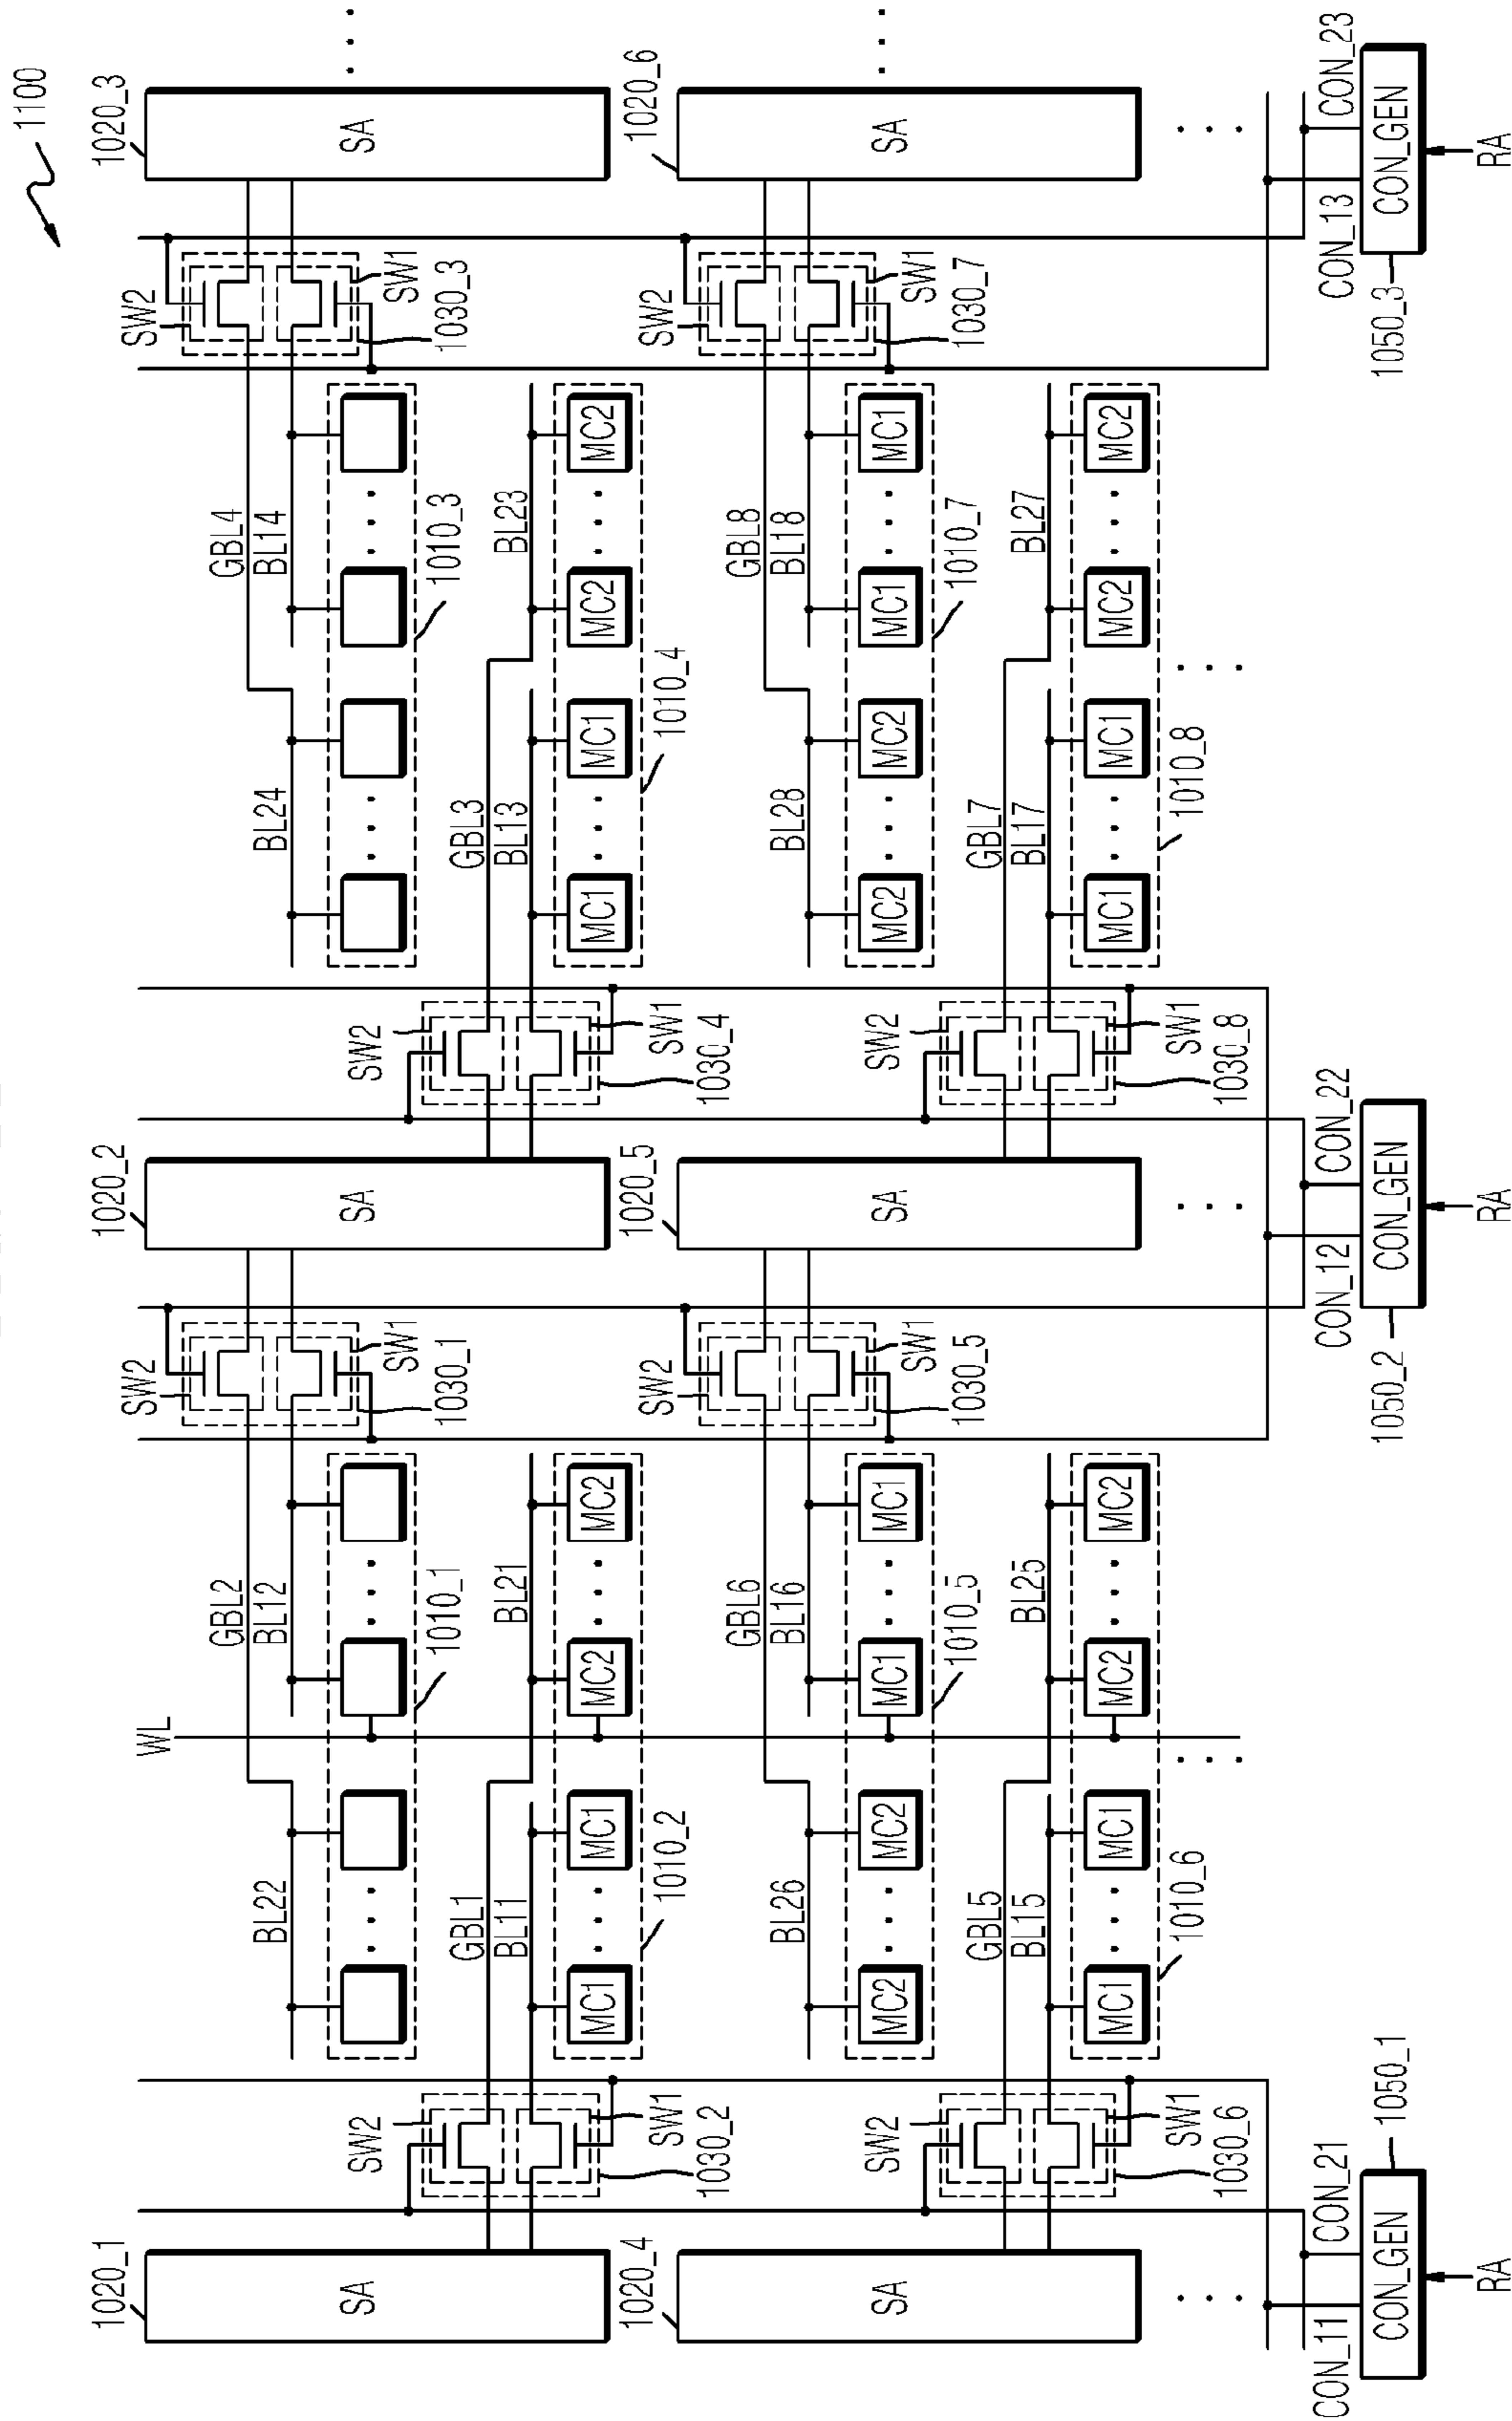 1100
1020_1
1020_2
1020_3
WL
SW2
SW2
GBL2
GBL4
BL22
BL12
BL24
BL14
SA
SW2
SA
SW2
SA
SW1
SW1
1010_1
1030_1
1010_3
1030_3
GBL1
GBL3
BL11
BL21
BL13
BL23
MC1
MC1
MC2
MC2
MC1
MC1
MC2
MC2
1020_4
1020_5
1020_6
SW1
1010_2
SW2
SW1
1010_4
SW2
1030_2
1030_4
GBL6
GBL8
BL26
BL16
BL28
BL18
SA
SW2
MC2
MC2
MC1
MC1
SA
SW2
MC2
MC2
MC1
MC1
SA
SW1
SW1
1010_5
1030_5
1010_7
1030_7
GBL5
GBL7
BL15
BL25
BL17
BL27
MC1
MC1
MC2
MC2
MC1
MC1
MC2
MC2
SW1
1010_6
SW1
1010_8
1030_6
1030_8
CON_11
CON_21
CON_12
CON_22
CON_13
CON_23
CON_GEN
1050_1
1050_2
CON_GEN
1050_3
CON_GEN
RA
RA
RA